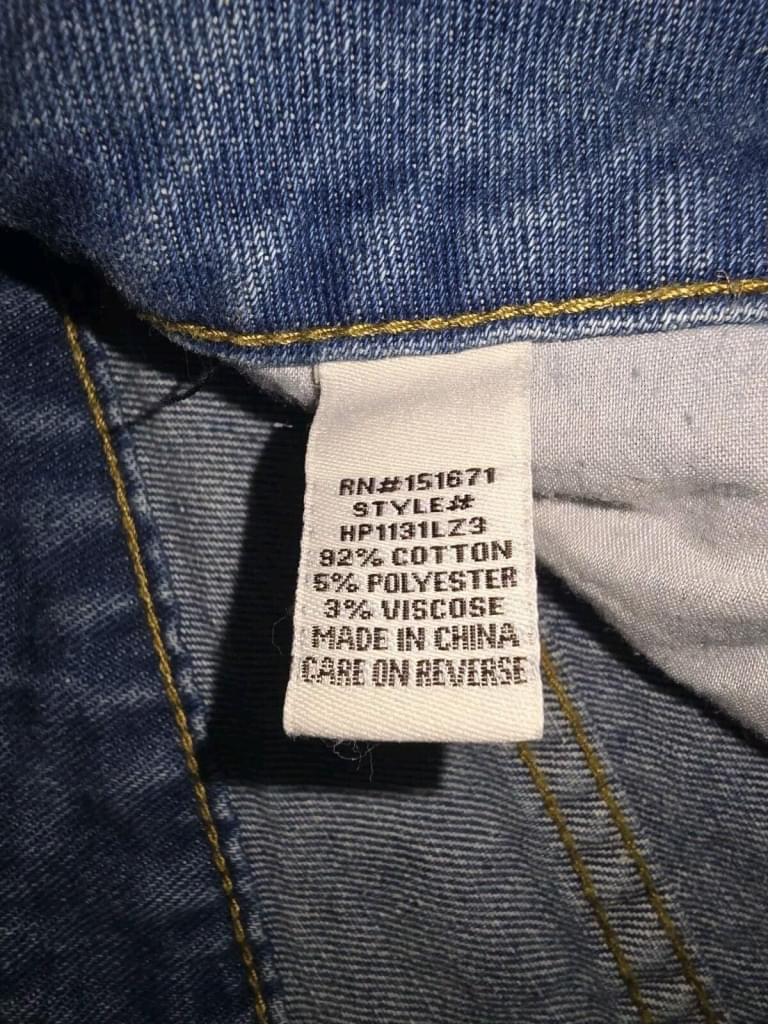 RN#151671
STYLE#
HP1131LZ3
92% COTTON
5% POLYESTER
3% VISCOSE
MADE IN CHINA
CARE ON REVERSE